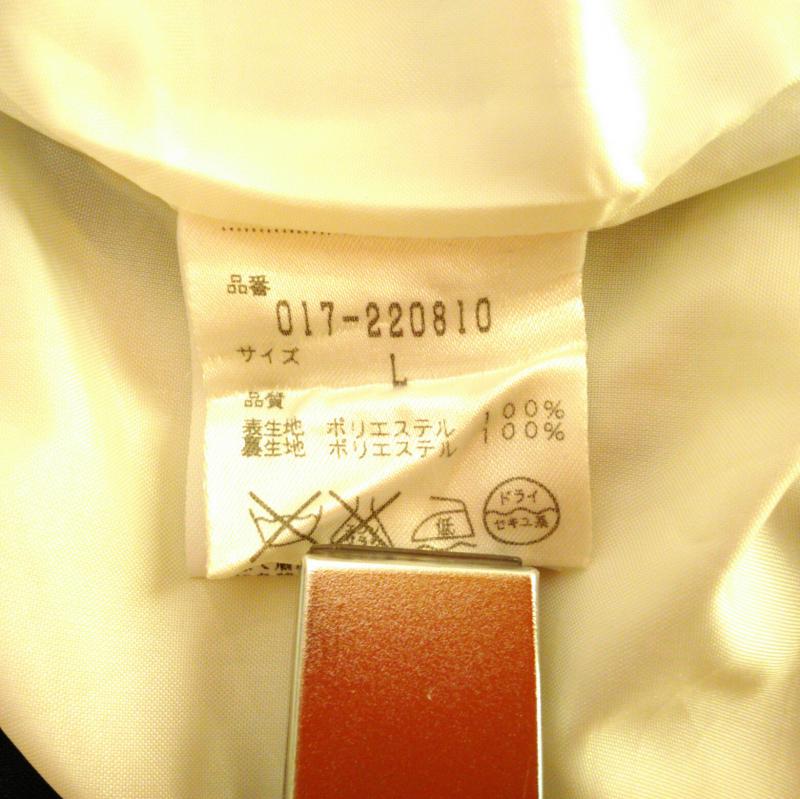 品番
017-220810
サイズ
L
品質
表生地 ポリエステル 100%
裏生地 ポリエステル 100%
低
ドライ
セキユ系